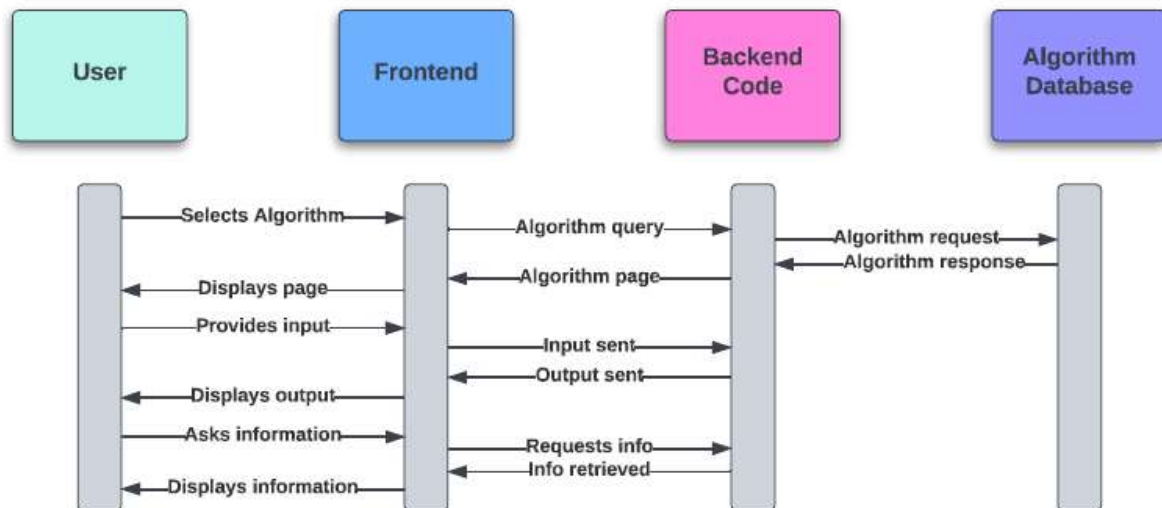 User
Frontend
Backend
Code
Algorithm
Database
Selects Algorithm
Algorithm query
Algorithm request
Algorithm response
Algorithm page
Displays page
Provides input
Input sent
Output sent
Displays output
Asks information
Requests info
Info retrieved
Displays information